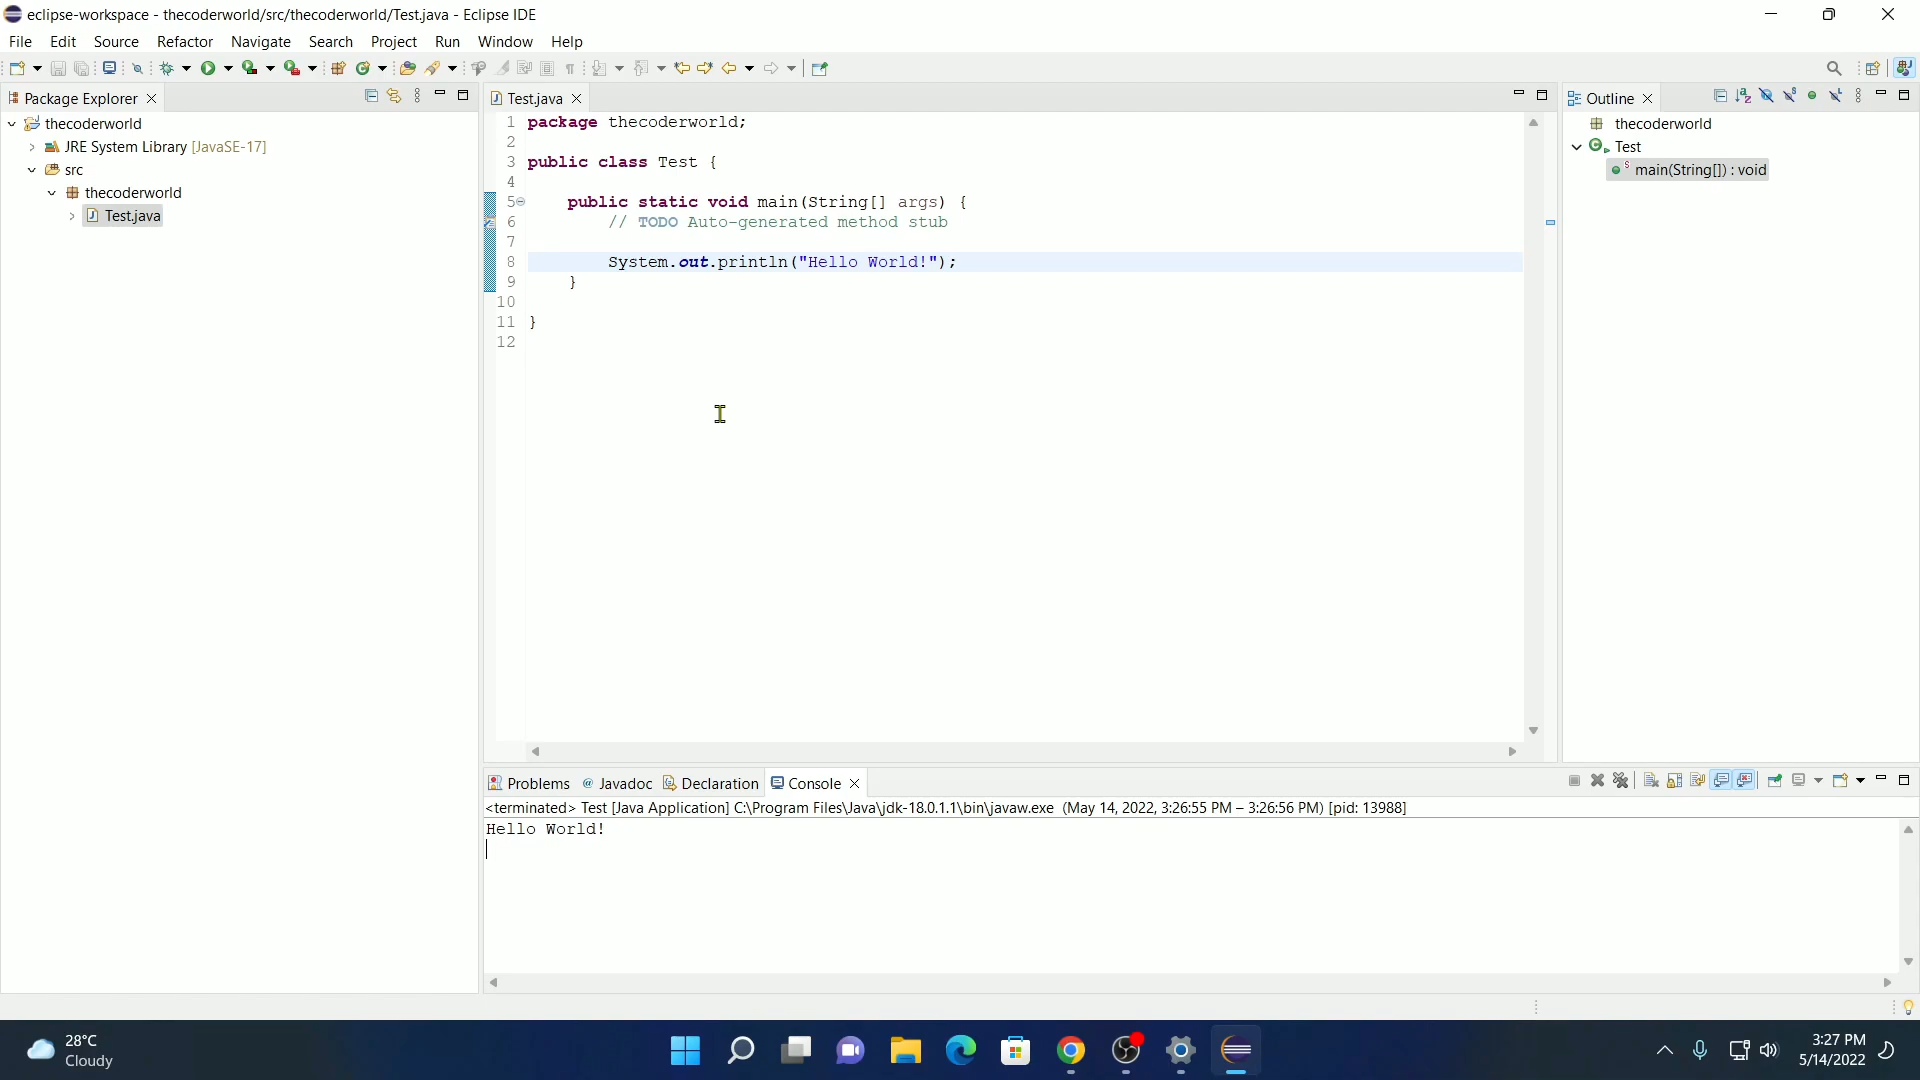 eclipse-workspace - thecoderworld/src/thecoderworld/Test.java - Eclipse IDE
File Edit Source Refactor Navigate Search Project Run Window Help
Package Explorer
thecoderworld
JRE System Library [JavaSE-17]
src
thecoderworld
Test.java
Test.java
1 package thecoderworld;
2
3 public class Test {
4
5 public static void main(String[] args) {
6 // TODO Auto-generated method stub
7
8 System.out.println("Hello World!");
9 }
10
11 }
12
Outline
thecoderworld
Test
main(String[]) : void
Problems Javadoc Declaration Console
<terminated> Test [Java Application] C:\Program Files\Java\jdk-18.0.1.1\bin\javaw.exe (May 14, 2022, 3:26:55 PM – 3:26:56 PM) [pid: 13988]
Hello World!
28°C
Cloudy
3:27 PM
5/14/2022